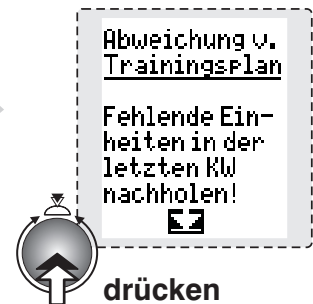 Abweichung v.
Trainingsplan
Fehlende Ein-
heiten in der
letzten KW
nachholen!
drücken